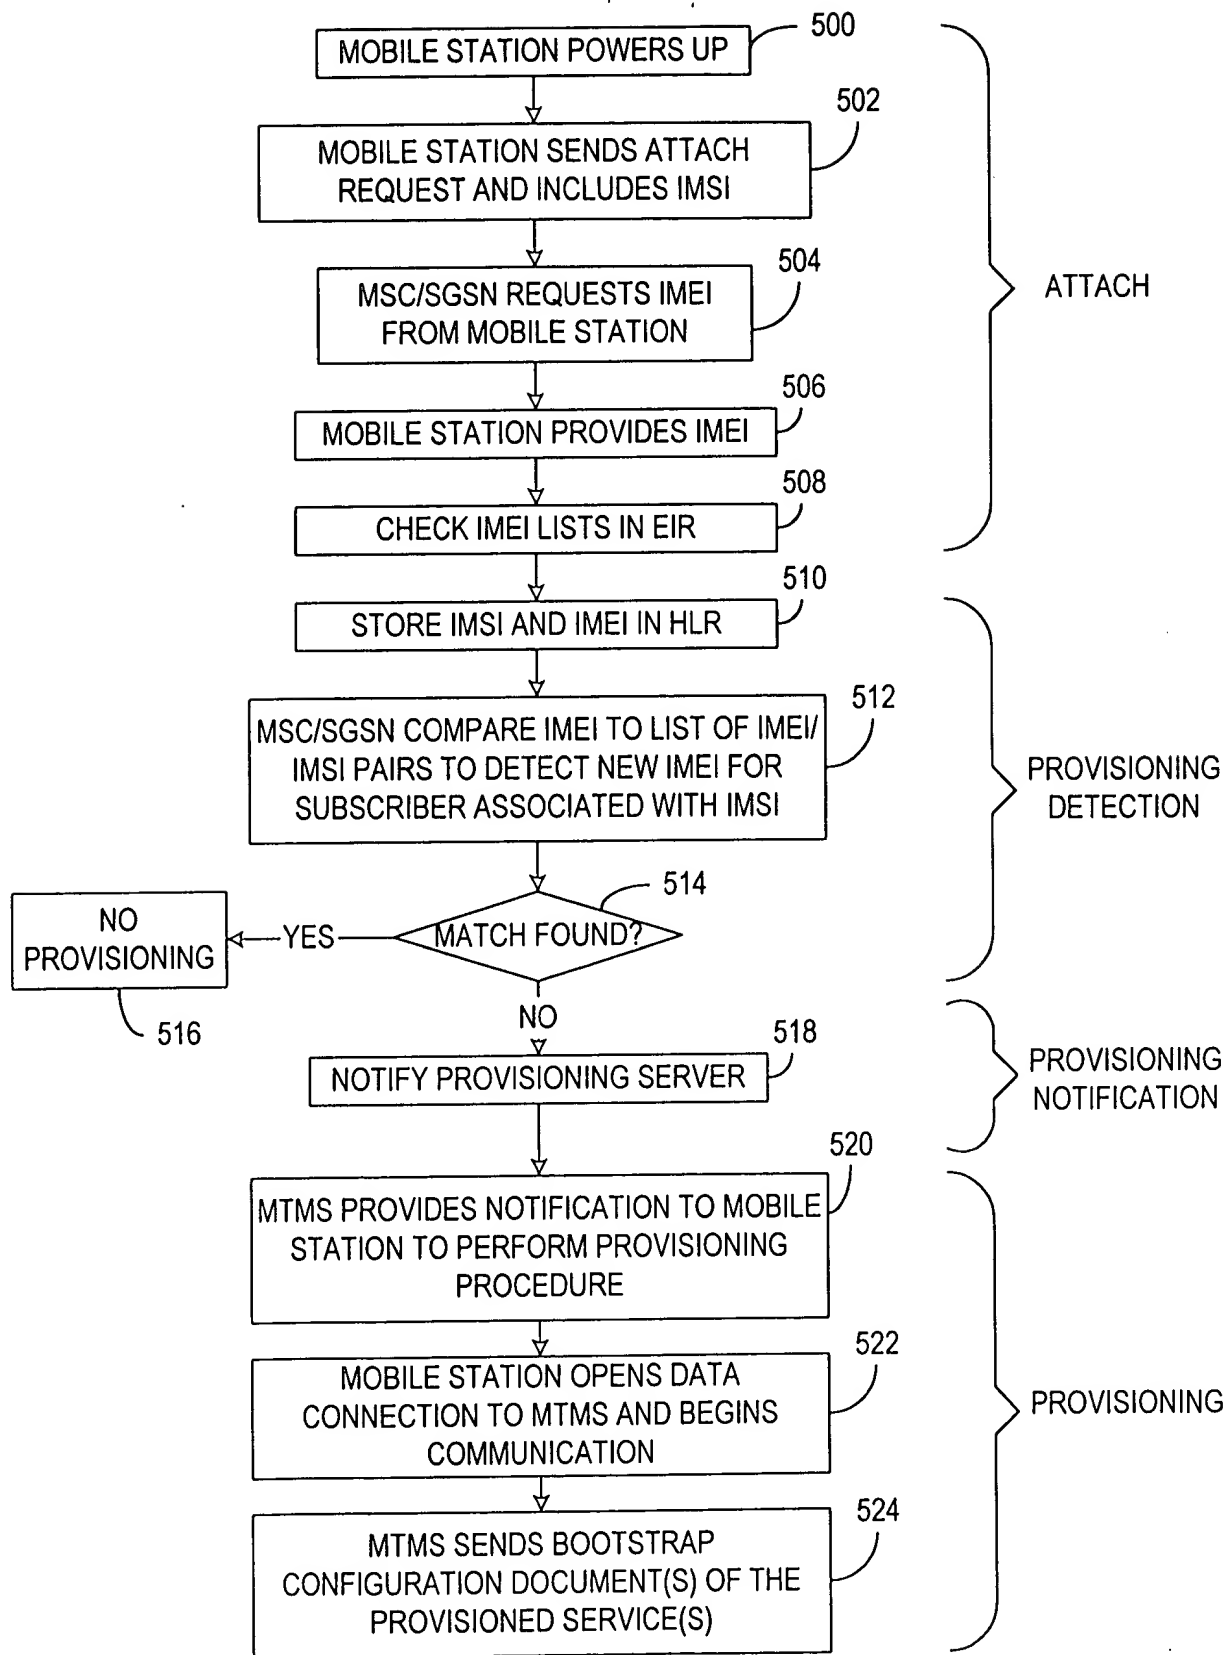 500
MOBILE STATION POWERS UP
502
MOBILE STATION SENDS ATTACH
REQUEST AND INCLUDES IMSI
504
MSC/SGSN REQUESTS IMEI
FROM MOBILE STATION
ATTACH
506
MOBILE STATION PROVIDES IMEI
508
CHECK IMEI LISTS IN EIR
510
STORE IMSI AND IMEI IN HLR
512
MSC/SGSN COMPARE IMEI TO LIST OF IMEI/
IMSI PAIRS TO DETECT NEW IMEI FOR
SUBSCRIBER ASSOCIATED WITH IMSI
PROVISIONING
DETECTION
514
MATCH FOUND?
YES
NO
PROVISIONING
516
NO
518
NOTIFY PROVISIONING SERVER
PROVISIONING
NOTIFICATION
520
MTMS PROVIDES NOTIFICATION TO MOBILE
STATION TO PERFORM PROVISIONING
PROCEDURE
522
MOBILE STATION OPENS DATA
CONNECTION TO MTMS AND BEGINS
COMMUNICATION
PROVISIONING
524
MTMS SENDS BOOTSTRAP
CONFIGURATION DOCUMENT(S) OF THE
PROVISIONED SERVICE(S)